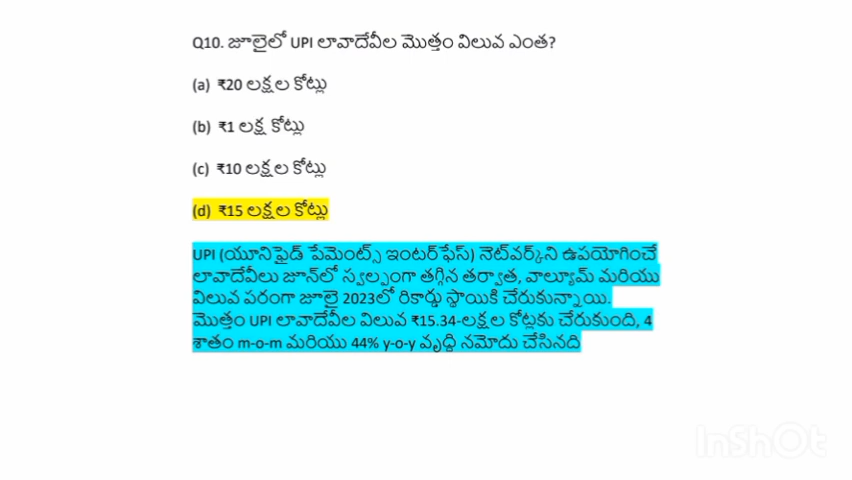 Q10. జూలైలో UPI లావాదేవీల మొత్తం విలువ ఎంత?
(a) ₹20 లక్షల కోట్లు
(b) ₹1 లక్ష కోట్లు
(c) ₹10 లక్షల కోట్లు
(d) ₹15 లక్షల కోట్లు
UPI (యూనిఫైడ్ పేమెంట్స్ ఇంటర్‌ఫేస్) నెట్‌వర్క్‌ని ఉపయోగించే
లావాదేవీలు జూన్‌లో స్వల్పంగా తగ్గిన తర్వాత, వాల్యూమ్ మరియు
విలువ పరంగా జూలై 2023లో రికార్డు స్థాయికి చేరుకున్నాయి.
మొత్తం UPI లావాదేవీల విలువ ₹15.34-లక్షల కోట్లకు చేరుకుంది, 4
శాతం m-o-m మరియు 44% y-o-y వృద్ధి నమోదు చేసినది
InShOt